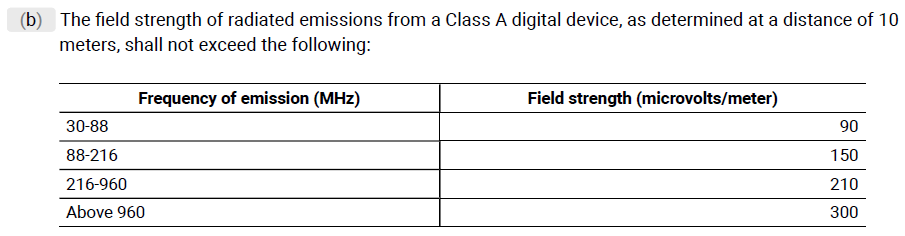 (b) The field strength of radiated emissions from a Class A digital device, as determined at a distance of 10
meters, shall not exceed the following:
Frequency of emission (MHz) Field strength (microvolts/meter)
30-88 90
88-216 150
216-960 210
Above 960 300